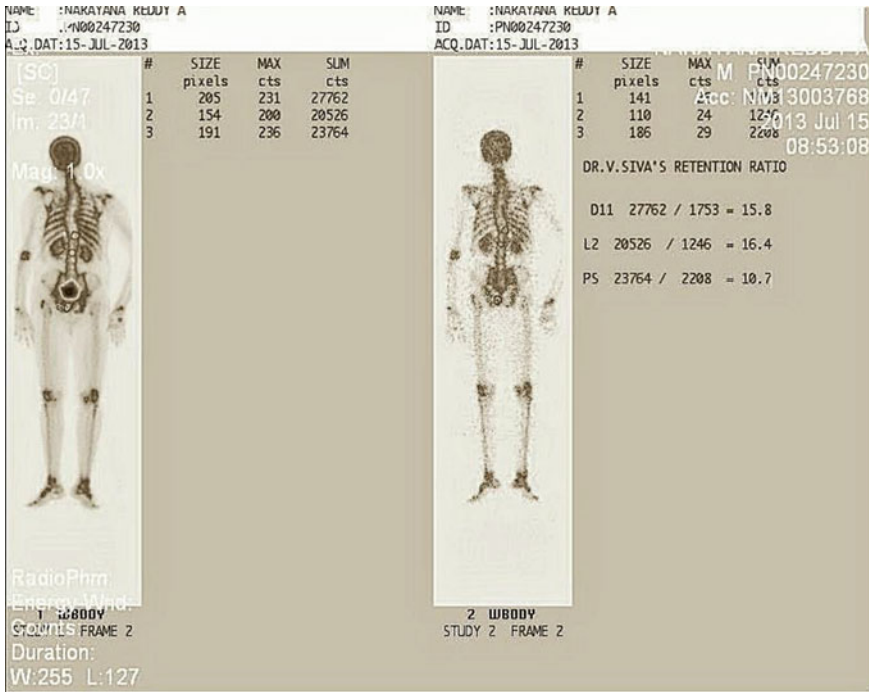 NAME :NARAYANA REDDY A
ID :PN00247230
ACQ.DAT:15-JUL-2013
[SC]
Se: 0/47
Im: 23/1
Mag: 1.0x
# SIZE MAX SUM
pixels cts cts
1 205 231 27762
2 154 200 20526
3 191 236 23764
RadioPhm:
Energy Wnd:
Counts:
Duration:
W:255 L:127
1 WBODY
FRAME 2
NAME :NARAYANA REDDY A
ID :PN00247230
ACQ.DAT:15-JUL-2013
NARAYANA REDDY A
M PN00247230
Acc: NM13003768
2013 Jul 15
08:53:08
# SIZE MAX SUM
pixels cts cts
1 141
2 110 24 1246
3 186 29 2208
DR.V.SIVA'S RETENTION RATIO
D11 27762 / 1753 = 15.8
L2 20526 / 1246 = 16.4
PS 23764 / 2208 = 10.7
2 WBODY
STUDY 2 FRAME 2